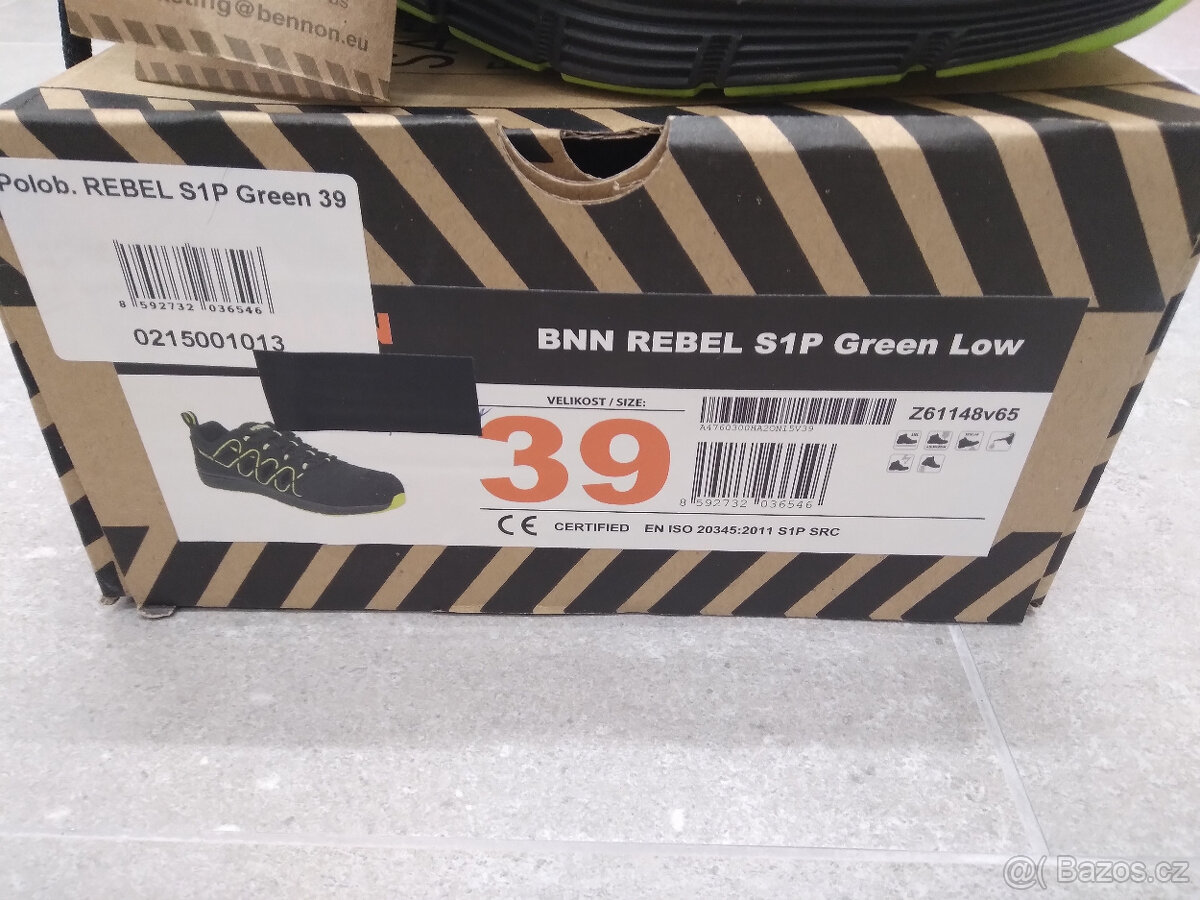 @bennon.eu
Polob. REBEL S1P Green 39
8 592732 036546
0215001013
BNN REBEL S1P Green Low
VELIKOST / SIZE:
39
A4760300HA2ON15V39
Z61148v65
8 592732 036546
CE CERTIFIED EN ISO 20345:2011 S1P SRC
@( Bazos.cz